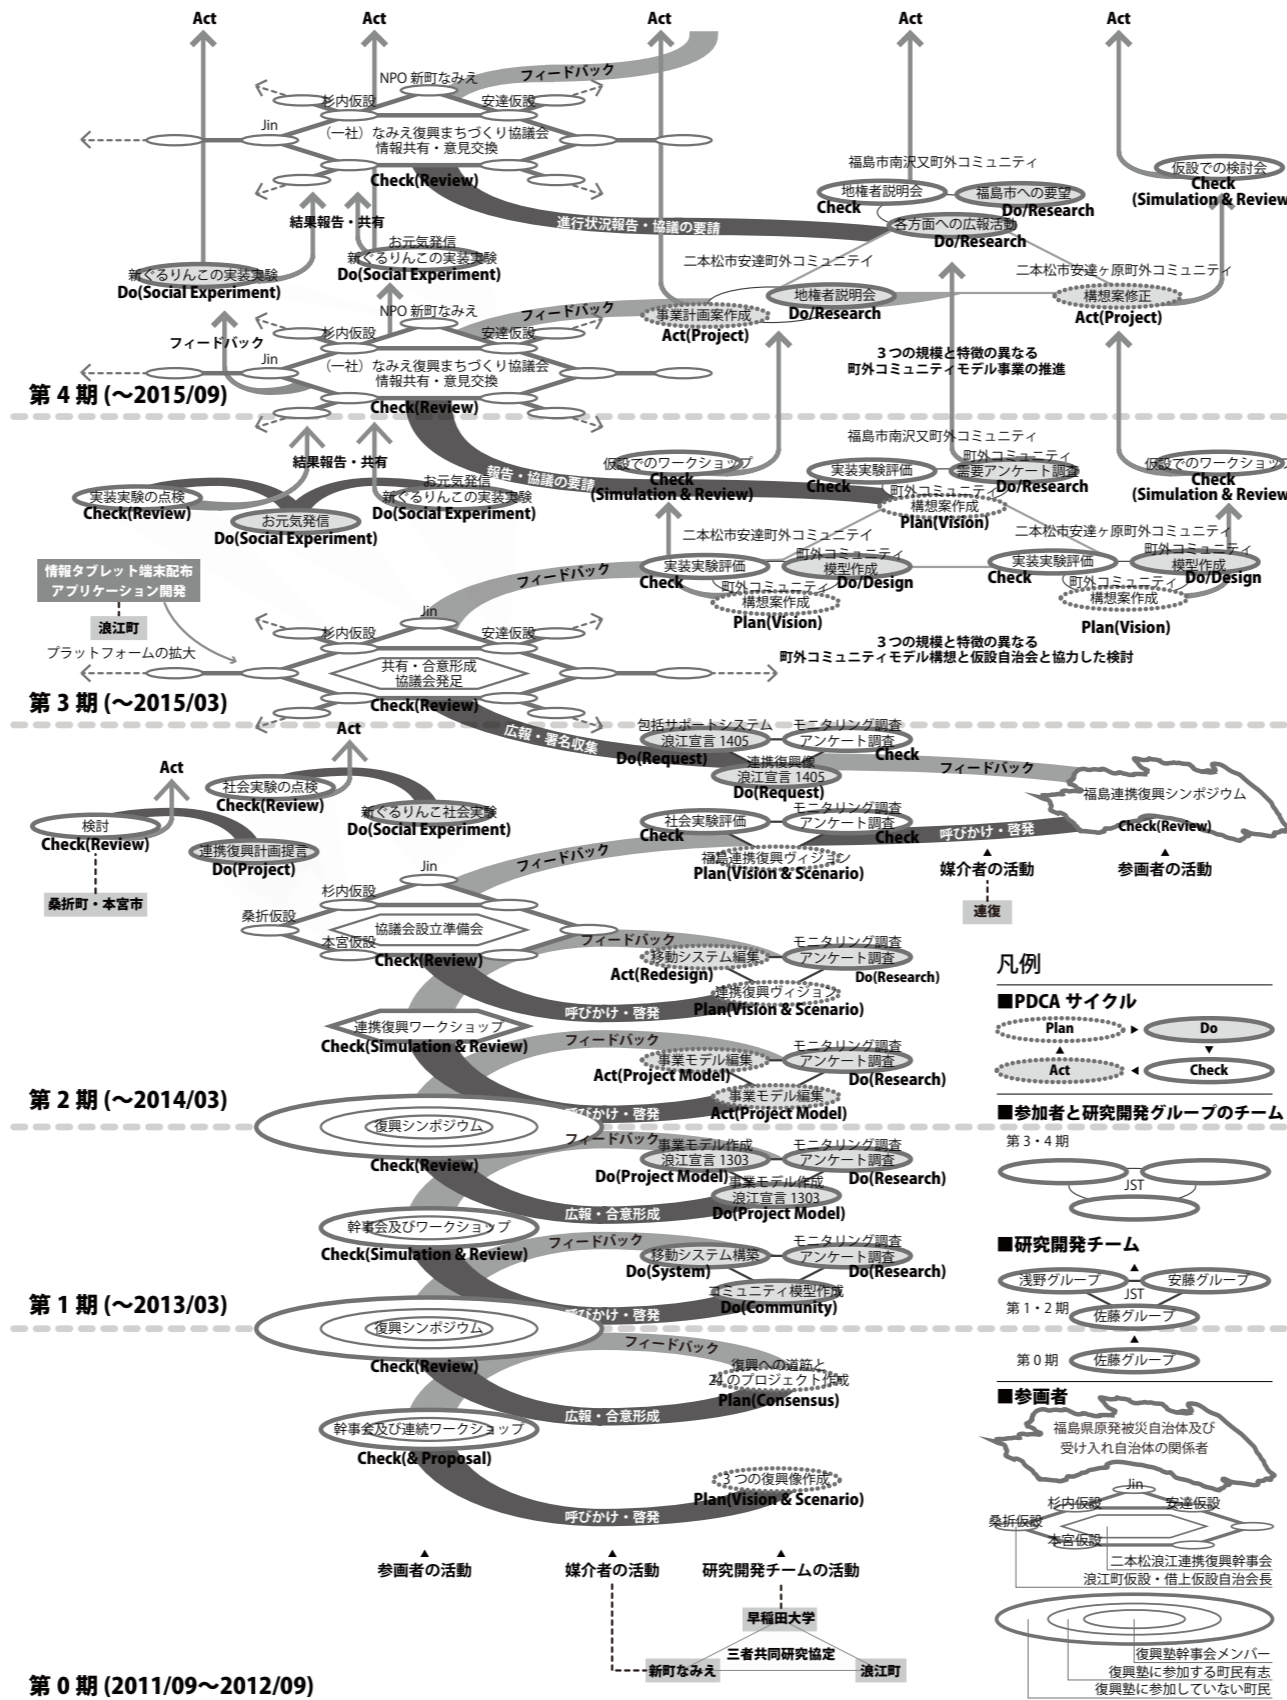 Act
Act
Act
Act
Act
NPO 新町なみえ
フィードバック
杉内仮設
安達仮設
Jin
（一社）なみえ復興まちづくり協議会
情報共有・意見交換
Check(Review)
結果報告・共有
進行状況報告・協議の要請
福島市南沢又町外コミュニティ
地権者説明会
Check
福島市への要望
Do/Research
各方面への広報活動
Do/Research
仮設での検討会
Check
(Simulation & Review)
新ぐるりんこの実装実験
Do(Social Experiment)
お元気発信
新ぐるりんこの実装実験
Do(Social Experiment)
二本松市安達町外コミュニテイ
地権者説明会
Do/Research
二本松市安達ヶ原町外コミュニティ
構想案修正
Act(Project)
事業計画案作成
Act(Project)
NPO 新町なみえ
フィードバック
杉内仮設
安達仮設
フィードバック
Jin
（一社）なみえ復興まちづくり協議会
情報共有・意見交換
Check(Review)
３つの規模と特徴の異なる
町外コミュニティモデル事業の推進
第 4 期 (～2015/09)
結果報告・共有
報告・協議の要請
実装実験の点検
Check(Review)
お元気発信
Do(Social Experiment)
お元気発信
新ぐるりんこの実装実験
Do(Social Experiment)
仮設でのワークショップ
Check
(Simulation & Review)
福島市南沢又町外コミュニティ
実装実験評価
Check
町外コミュニティ
需要アンケート調査
Do/Research
町外コミュニティ
構想案作成
Plan(Vision)
仮設でのワークショップ
Check
(Simulation & Review)
二本松市安達町外コミュニテイ
実装実験評価
Check
町外コミュニティ
模型作成
Do/Design
町外コミュニティ
構想案作成
Plan(Vision)
二本松市安達ヶ原町外コミュニティ
実装実験評価
Check
町外コミュニティ
模型作成
Do/Design
町外コミュニティ
構想案作成
Plan(Vision)
３つの規模と特徴の異なる
町外コミュニティモデル構想と仮設自治会と協力した検討
情報タブレット端末配布
アプリケーション開発
浪江町
プラットフォームの拡大
フィードバック
Jin
杉内仮設
安達仮設
共有・合意形成
協議会発足
Check(Review)
第 3 期 (～2015/03)
広報・署名収集
包括サポートシステム
浪江宣言 1405
Do(Request)
モニタリング調査
アンケート調査
Check
連携復興像
浪江宣言 1405
Do(Request)
フィードバック
福島連携復興シンポジウム
Check(Review)
Act
社会実験の点検
Check(Review)
新ぐるりんこ社会実験
Do(Social Experiment)
Act
検討
Check(Review)
連携復興計画提言
Do(Project)
桑折町・本宮市
社会実験評価
Check
モニタリング調査
アンケート調査
Check
福島連携復興ヴィジョン
Plan(Vision & Scenario)
呼びかけ・啓発
媒介者の活動
連復
参画者の活動
フィードバック
Jin
杉内仮設
桑折仮設
本宮仮設
協議会設立準備会
Check(Review)
フィードバック
移動システム編集
Act(Redesign)
モニタリング調査
アンケート調査
Do(Research)
連携復興ヴィジョン
Plan(Vision & Scenario)
呼びかけ・啓発
連携復興ワークショップ
Check(Simulation & Review)
フィードバック
事業モデル編集
Act(Project Model)
モニタリング調査
アンケート調査
Do(Research)
事業モデル編集
Act(Project Model)
呼びかけ・啓発
第 2 期 (～2014/03)
復興シンポジウム
Check(Review)
フィードバック
事業モデル作成
浪江宣言 1303
Do(Project Model)
モニタリング調査
アンケート調査
Do(Research)
事業モデル作成
浪江宣言 1303
Do(Project Model)
広報・合意形成
幹事会及びワークショップ
Check(Simulation & Review)
フィードバック
移動システム構築
Do(System)
モニタリング調査
アンケート調査
Do(Research)
コミュニティ模型作成
Do(Community)
呼びかけ・啓発
第 1 期 (～2013/03)
復興シンポジウム
Check(Review)
フィードバック
復興への道筋と
24 のプロジェクト作成
Plan(Consensus)
広報・合意形成
幹事会及び連続ワークショップ
Check(& Proposal)
3 つの復興像作成
Plan(Vision & Scenario)
呼びかけ・啓発
参画者の活動
媒介者の活動
研究開発チームの活動
早稲田大学
三者共同研究協定
新町なみえ
浪江町
第 0 期 (2011/09～2012/09)
凡例
■PDCA サイクル
Plan
Do
Act
Check
■参加者と研究開発グループのチーム
第 3・4 期
JST
■研究開発チーム
浅野グループ
安藤グループ
JST
第 1・2 期
佐藤グループ
第 0 期
佐藤グループ
■参画者
福島県原発被災自治体及び
受け入れ自治体の関係者
Jin
杉内仮設
安達仮設
桑折仮設
本宮仮設
二本松浪江連携復興幹事会
浪江町仮設・借上仮設自治会長
復興塾幹事会メンバー
復興塾に参加する町民有志
復興塾に参加していない町民